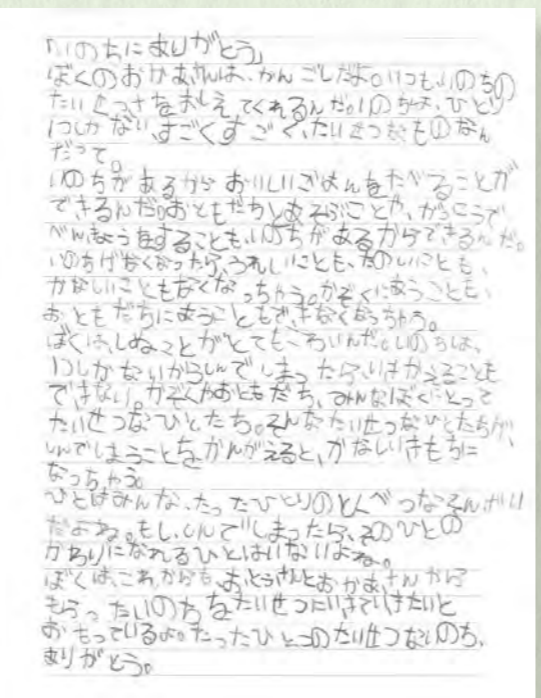 「いのちにありがとう」
ぼくのおかあさんは、かんごしだよ。いつも、いのちの
たいせつさをおしえてくれるんだ。いのちは、ひとり
1つしかない、すごくすごく、たいせつなものなん
だって。
いのちがあるからおいしいごはんをたべることが
できるんだ。おともだちとあそぶことや、がっこうで
べんきょうをすることも、いのちがあるからできるんだ。
いのちがなくなったら、うれしいことも、たのしいことも、
かなしいこともなくなっちゃう。かぞくにあうことも、
おともだちにあうこともできなくなっちゃう。
ぼくは、しぬことがとてもこわいんだ。いのちは、
1つしかないからしんでしまったら、いきかえることも
できない。かぞくやおともだち、みんなぼくにとって
たいせつなひとたち。そんなたいせつなひとたちが、
しんでしまうことをかんがえると、かなしいきもちに
なっちゃう。
ひとはみんな、たったひとりのとくべつなそんざい
だよね。もし、しんでしまったら、そのひとの
かわりになれるひとはいないよね。
ぼくは、これからも、おとうさんとおかあさんから
もらったいのちをたいせつにいきていきたいと
おもっているよ。たったひとつのたいせつないのち、
ありがとう。